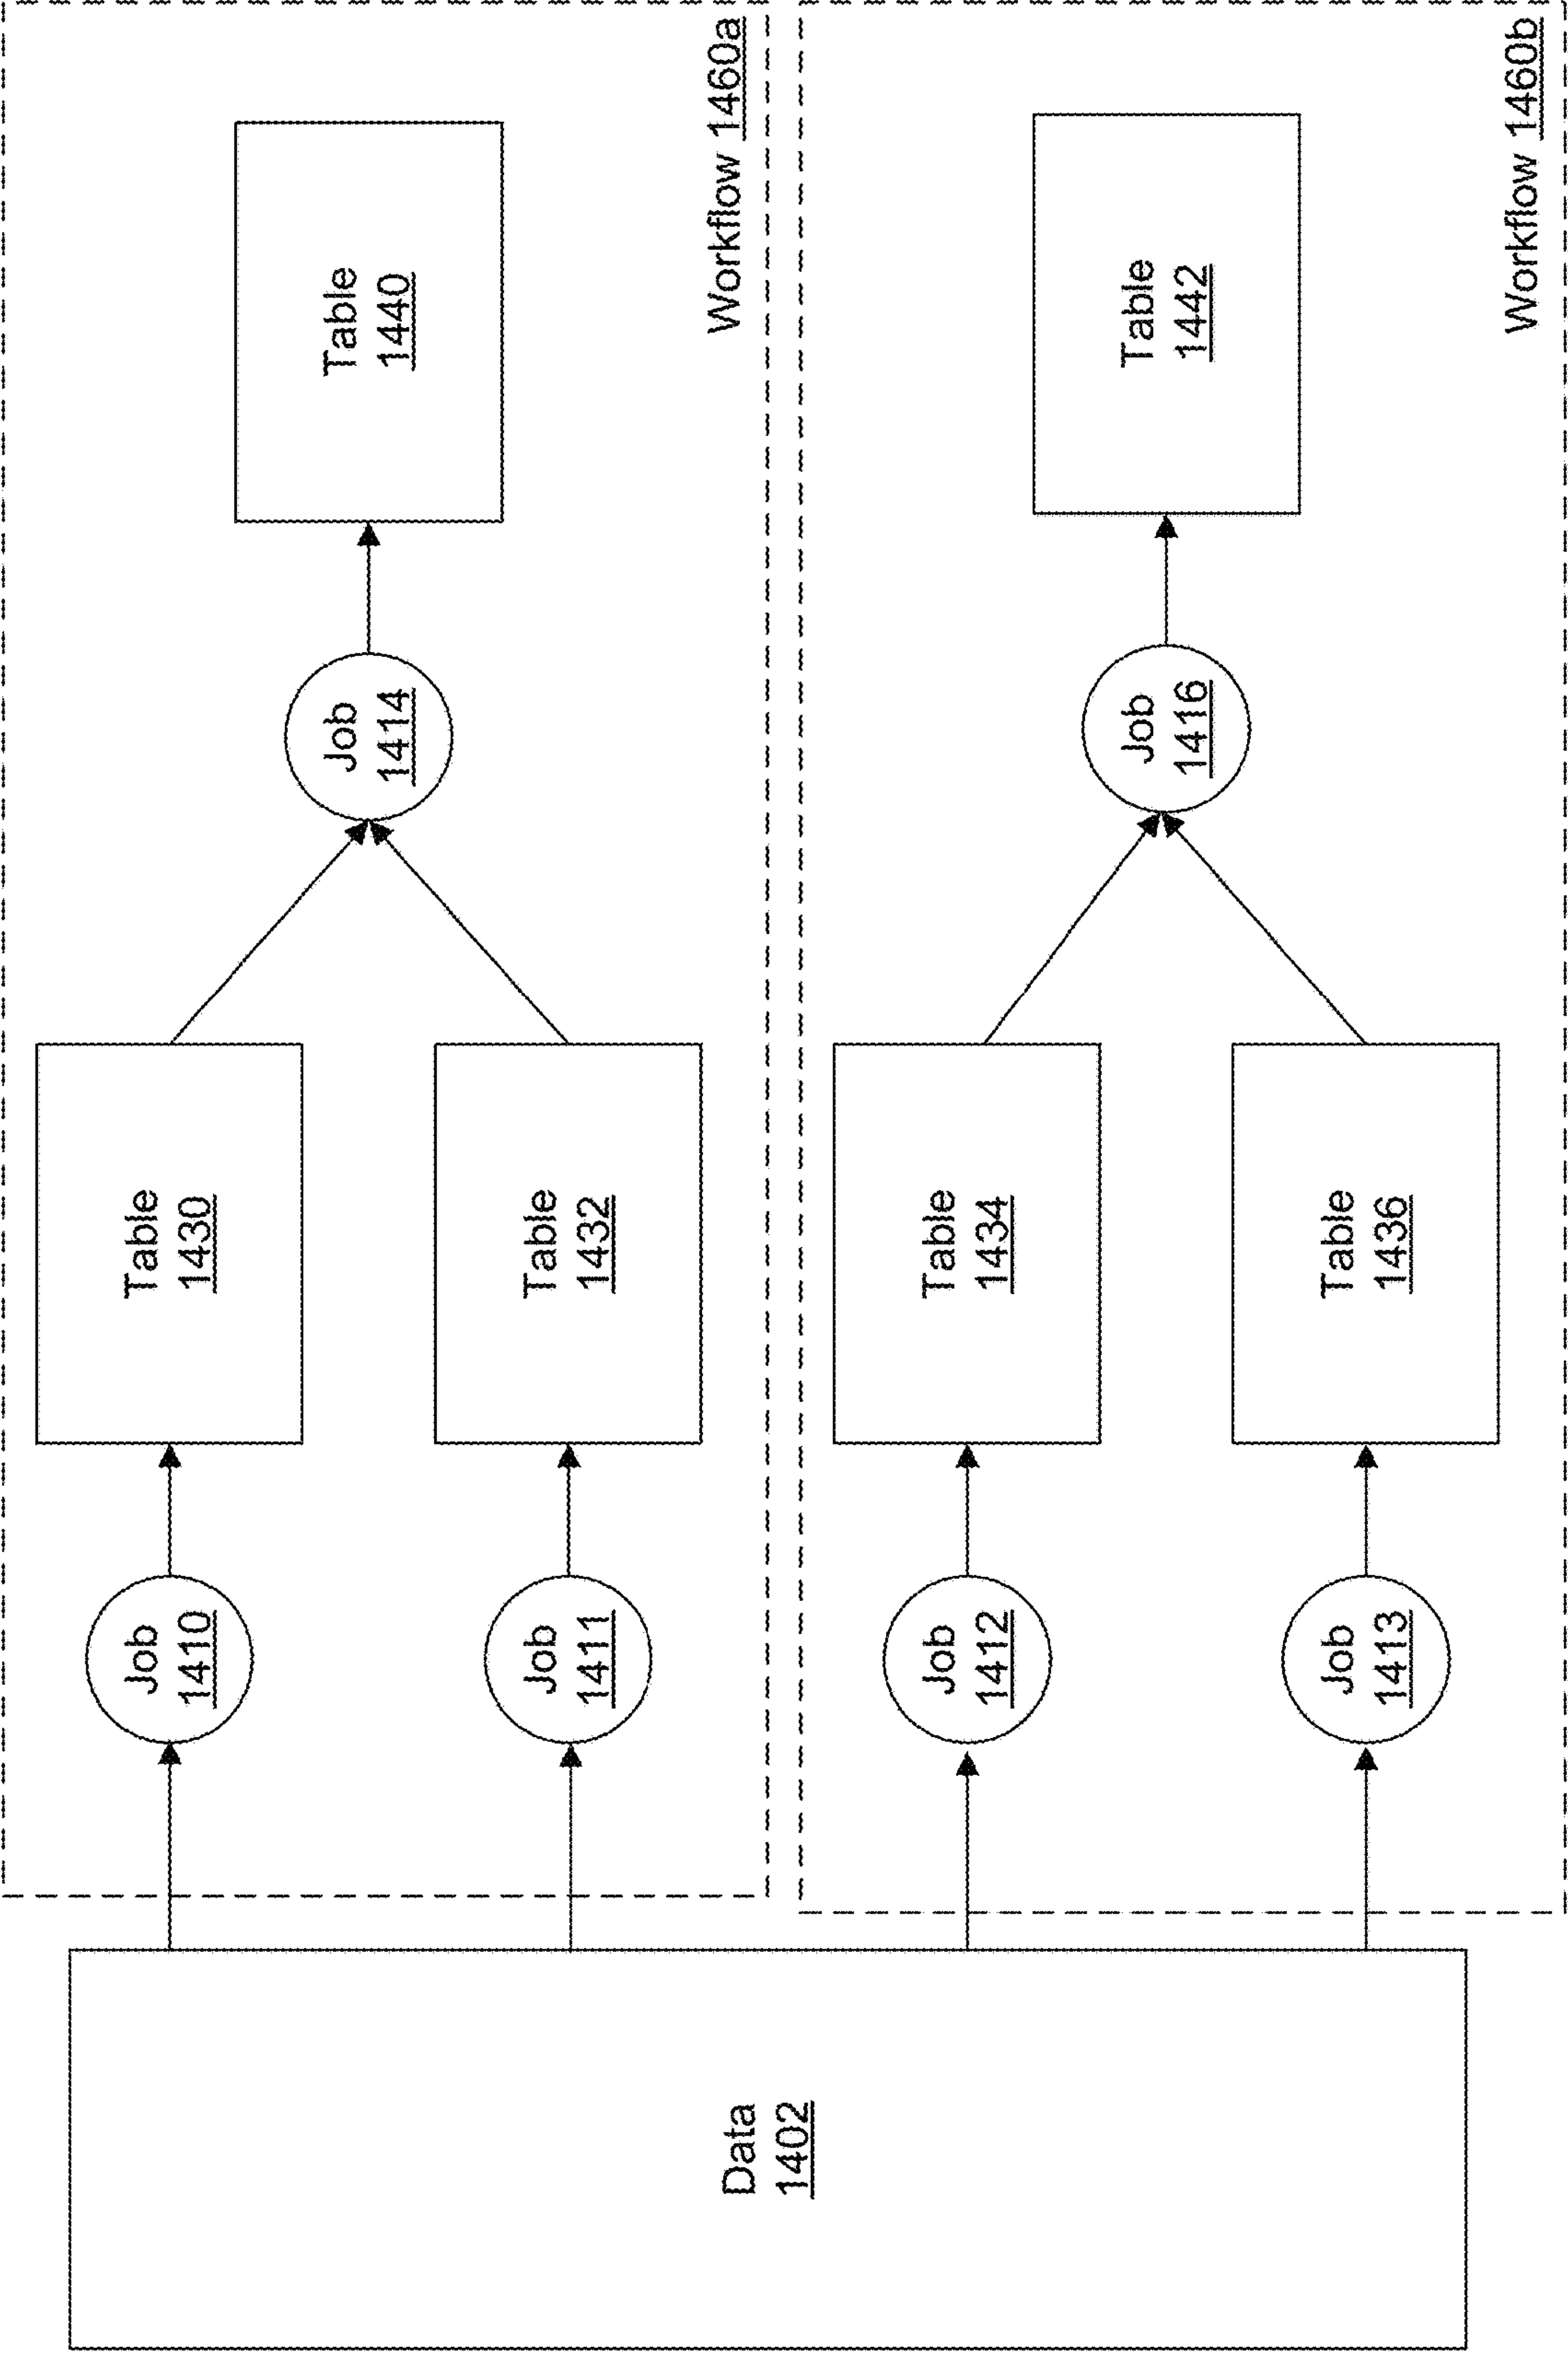 Data
1402
Job
1410
Table
1430
Job
1411
Table
1432
Job
1414
Table
1440
Workflow 1460a
Job
1412
Table
1434
Job
1413
Table
1436
Job
1416
Table
1442
Workflow 1460b